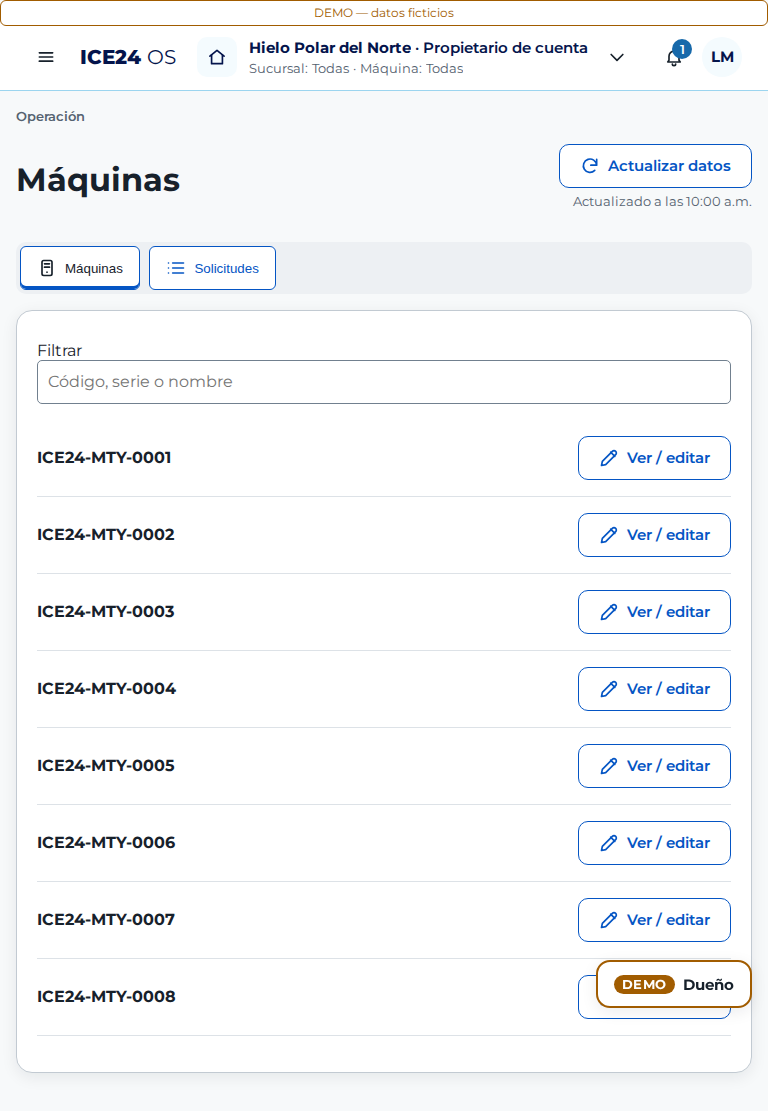 DEMO — datos ficticios
ICE24 OS
Hielo Polar del Norte · Propietario de cuenta
Sucursal: Todas · Máquina: Todas
1
LM
Operación
Máquinas
Actualizar datos
Actualizado a las 10:00 a.m.
Máquinas
Solicitudes
Filtrar
Código, serie o nombre
ICE24-MTY-0001
Ver / editar
ICE24-MTY-0002
Ver / editar
ICE24-MTY-0003
Ver / editar
ICE24-MTY-0004
Ver / editar
ICE24-MTY-0005
Ver / editar
ICE24-MTY-0006
Ver / editar
ICE24-MTY-0007
Ver / editar
ICE24-MTY-0008
DEMO Dueño